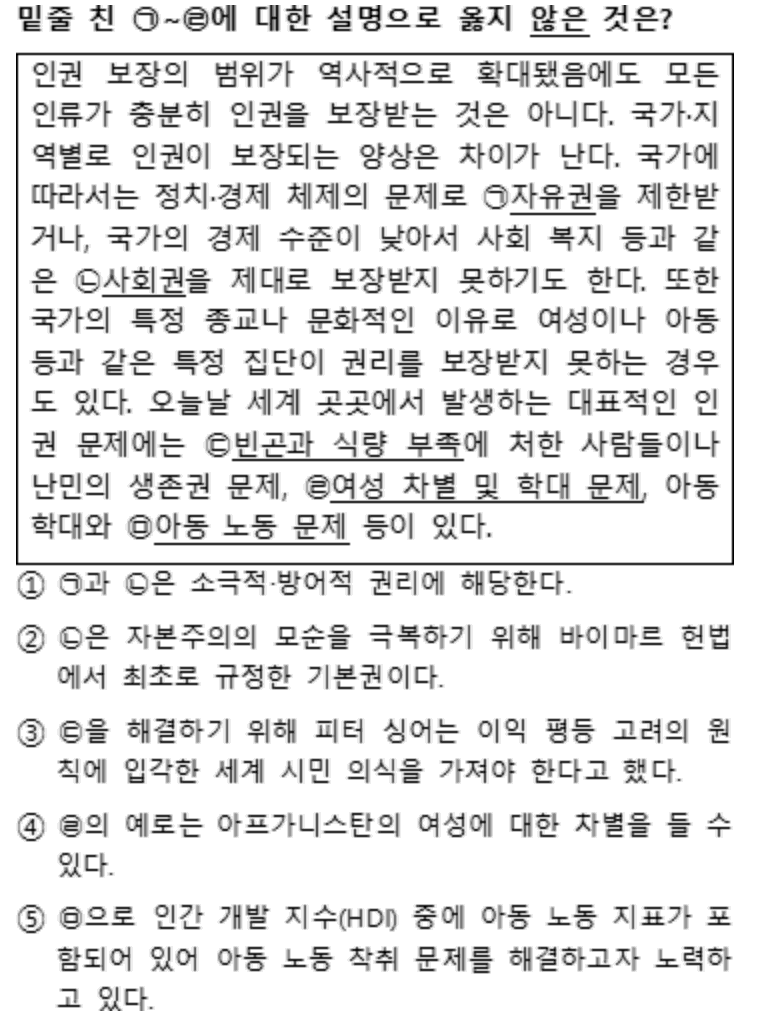 밑줄 친 ㉠~㉣에 대한 설명으로 옳지 않은 것은?
인권 보장의 범위가 역사적으로 확대됐음에도 모든
인류가 충분히 인권을 보장받는 것은 아니다. 국가·지
역별로 인권이 보장되는 양상은 차이가 난다. 국가에
따라서는 정치·경제 체제의 문제로 ㉠자유권을 제한받
거나, 국가의 경제 수준이 낮아서 사회 복지 등과 같
은 ㉡사회권을 제대로 보장받지 못하기도 한다. 또한
국가의 특정 종교나 문화적인 이유로 여성이나 아동
등과 같은 특정 집단이 권리를 보장받지 못하는 경우
도 있다. 오늘날 세계 곳곳에서 발생하는 대표적인 인
권 문제에는 ㉢빈곤과 식량 부족에 처한 사람들이나
난민의 생존권 문제, ㉣여성 차별 및 학대 문제, 아동
학대와 ㉤아동 노동 문제 등이 있다.
① ㉠과 ㉡은 소극적·방어적 권리에 해당한다.
② ㉡은 자본주의의 모순을 극복하기 위해 바이마르 헌법
에서 최초로 규정한 기본권이다.
③ ㉢을 해결하기 위해 피터 싱어는 이익 평등 고려의 원
칙에 입각한 세계 시민 의식을 가져야 한다고 했다.
④ ㉣의 예로는 아프가니스탄의 여성에 대한 차별을 들 수
있다.
⑤ ㉤으로 인간 개발 지수(HDI) 중에 아동 노동 지표가 포
함되어 있어 아동 노동 착취 문제를 해결하고자 노력하
고 있다.